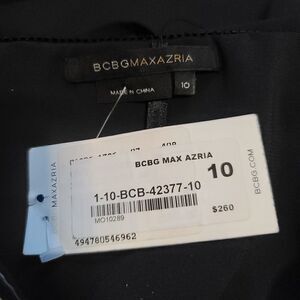 BCBGMAXAZRIA
MADE IN CHINA
10
MAXAZRIA
BCBG MAX AZRIA
10
1-10-BCB-42377-10
MO10289
$260
494780546962
BCBG.COM